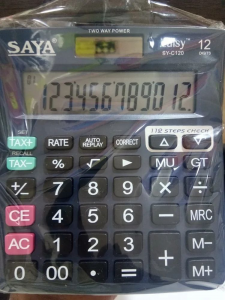 TWO WAY POWER
SAYA 12
DIGITS
SY-C120
123456789012.
112 STEPS CHECK
TAX+ RATE AUTO REPLAY CORRECT △ ▽
RECALL
TAX− % √ ▶ MU GT
+/− 7 8 9 × ÷
CE 4 5 6 − MRC
AC 1 2 3 + M−
0 00 • = M+